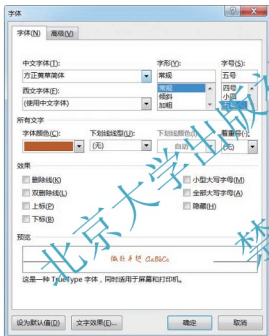 字体
字体(N) 高级(V)
中文字体(T): 字形(Y): 字号(S):
方正黄草简体 常规 五号
西文字体(F): 常规 四号
(使用中文字体) 倾斜 小四
加粗 五号
所有文字
字体颜色(C): 下划线线型(U): 下划线颜色(I): 着重号(·):
(无) 自动 (无)
效果
删除线(K) 小型大写字母(M)
双删除线(L) 全部大写字母(A)
上标(P) 隐藏(H)
下标(B)
预览
微软卓越 AaBbCc
这是一种 TrueType 字体，同时适用于屏幕和打印机。
设为默认值(D) 文字效果(E)... 确定 取消
北京大学出版
禁